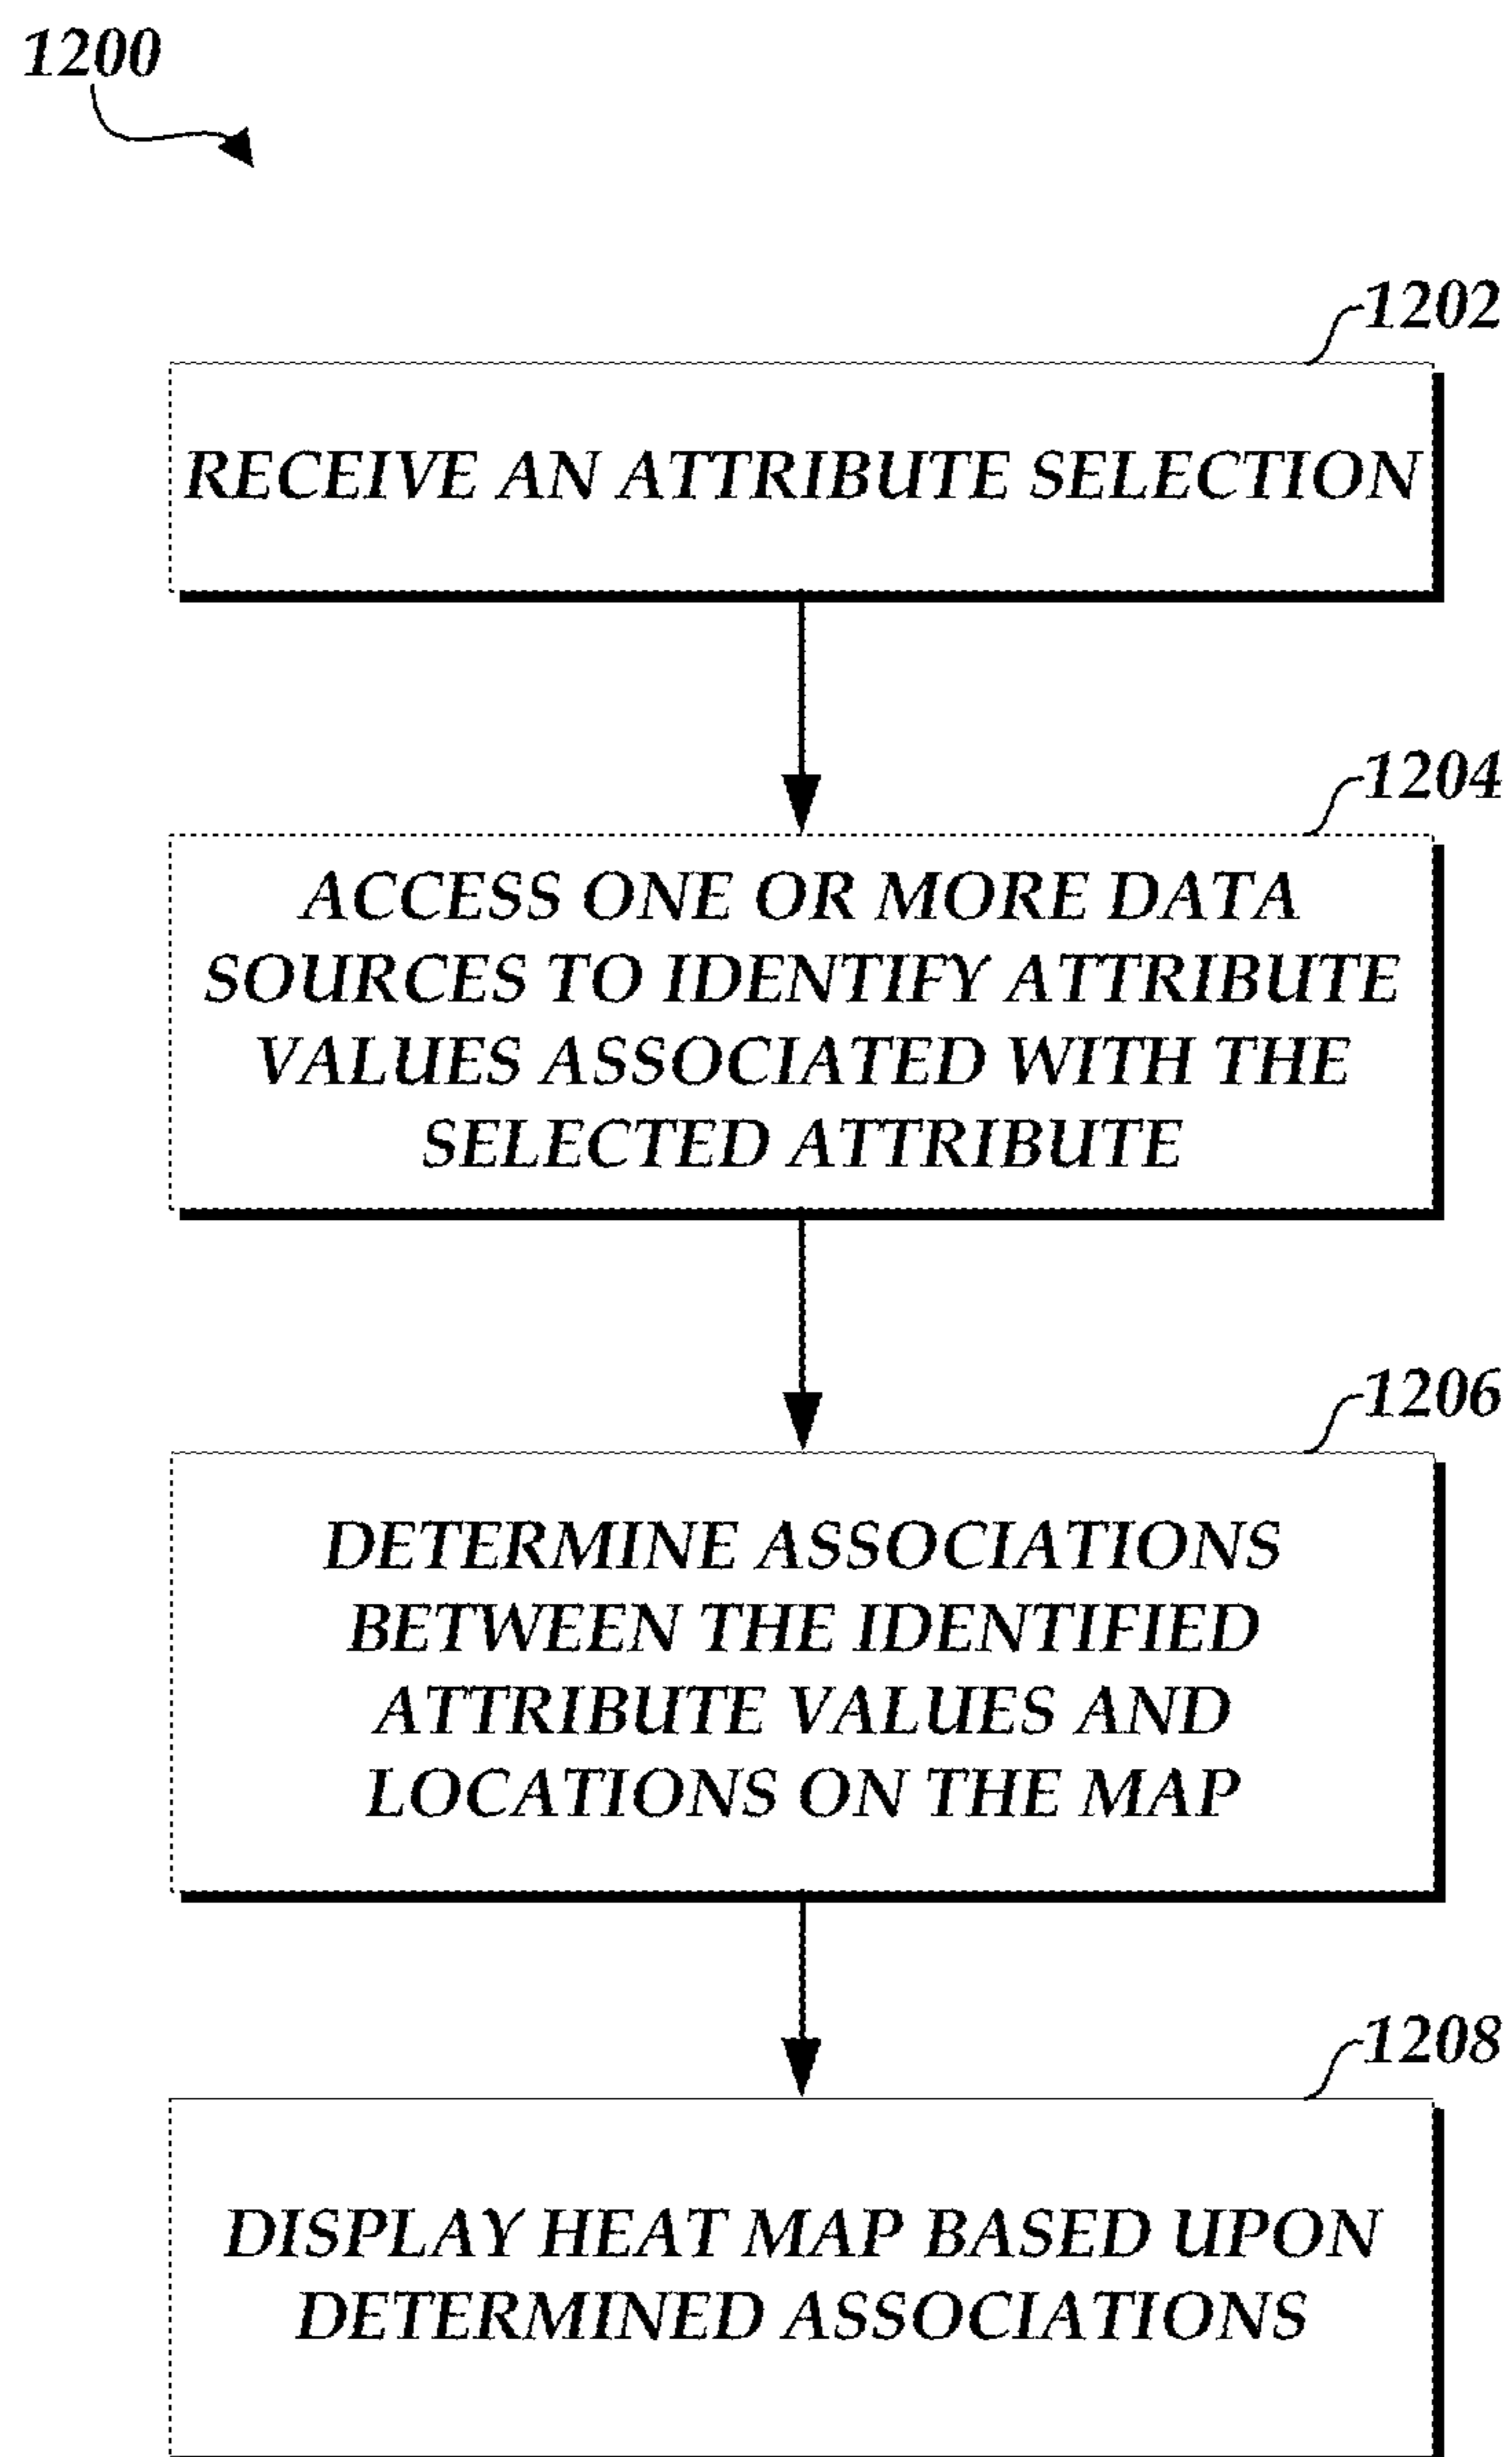 1200
1202
RECEIVE AN ATTRIBUTE SELECTION
1204
ACCESS ONE OR MORE DATA
SOURCES TO IDENTIFY ATTRIBUTE
VALUES ASSOCIATED WITH THE
SELECTED ATTRIBUTE
1206
DETERMINE ASSOCIATIONS
BETWEEN THE IDENTIFIED
ATTRIBUTE VALUES AND
LOCATIONS ON THE MAP
1208
DISPLAY HEAT MAP BASED UPON
DETERMINED ASSOCIATIONS